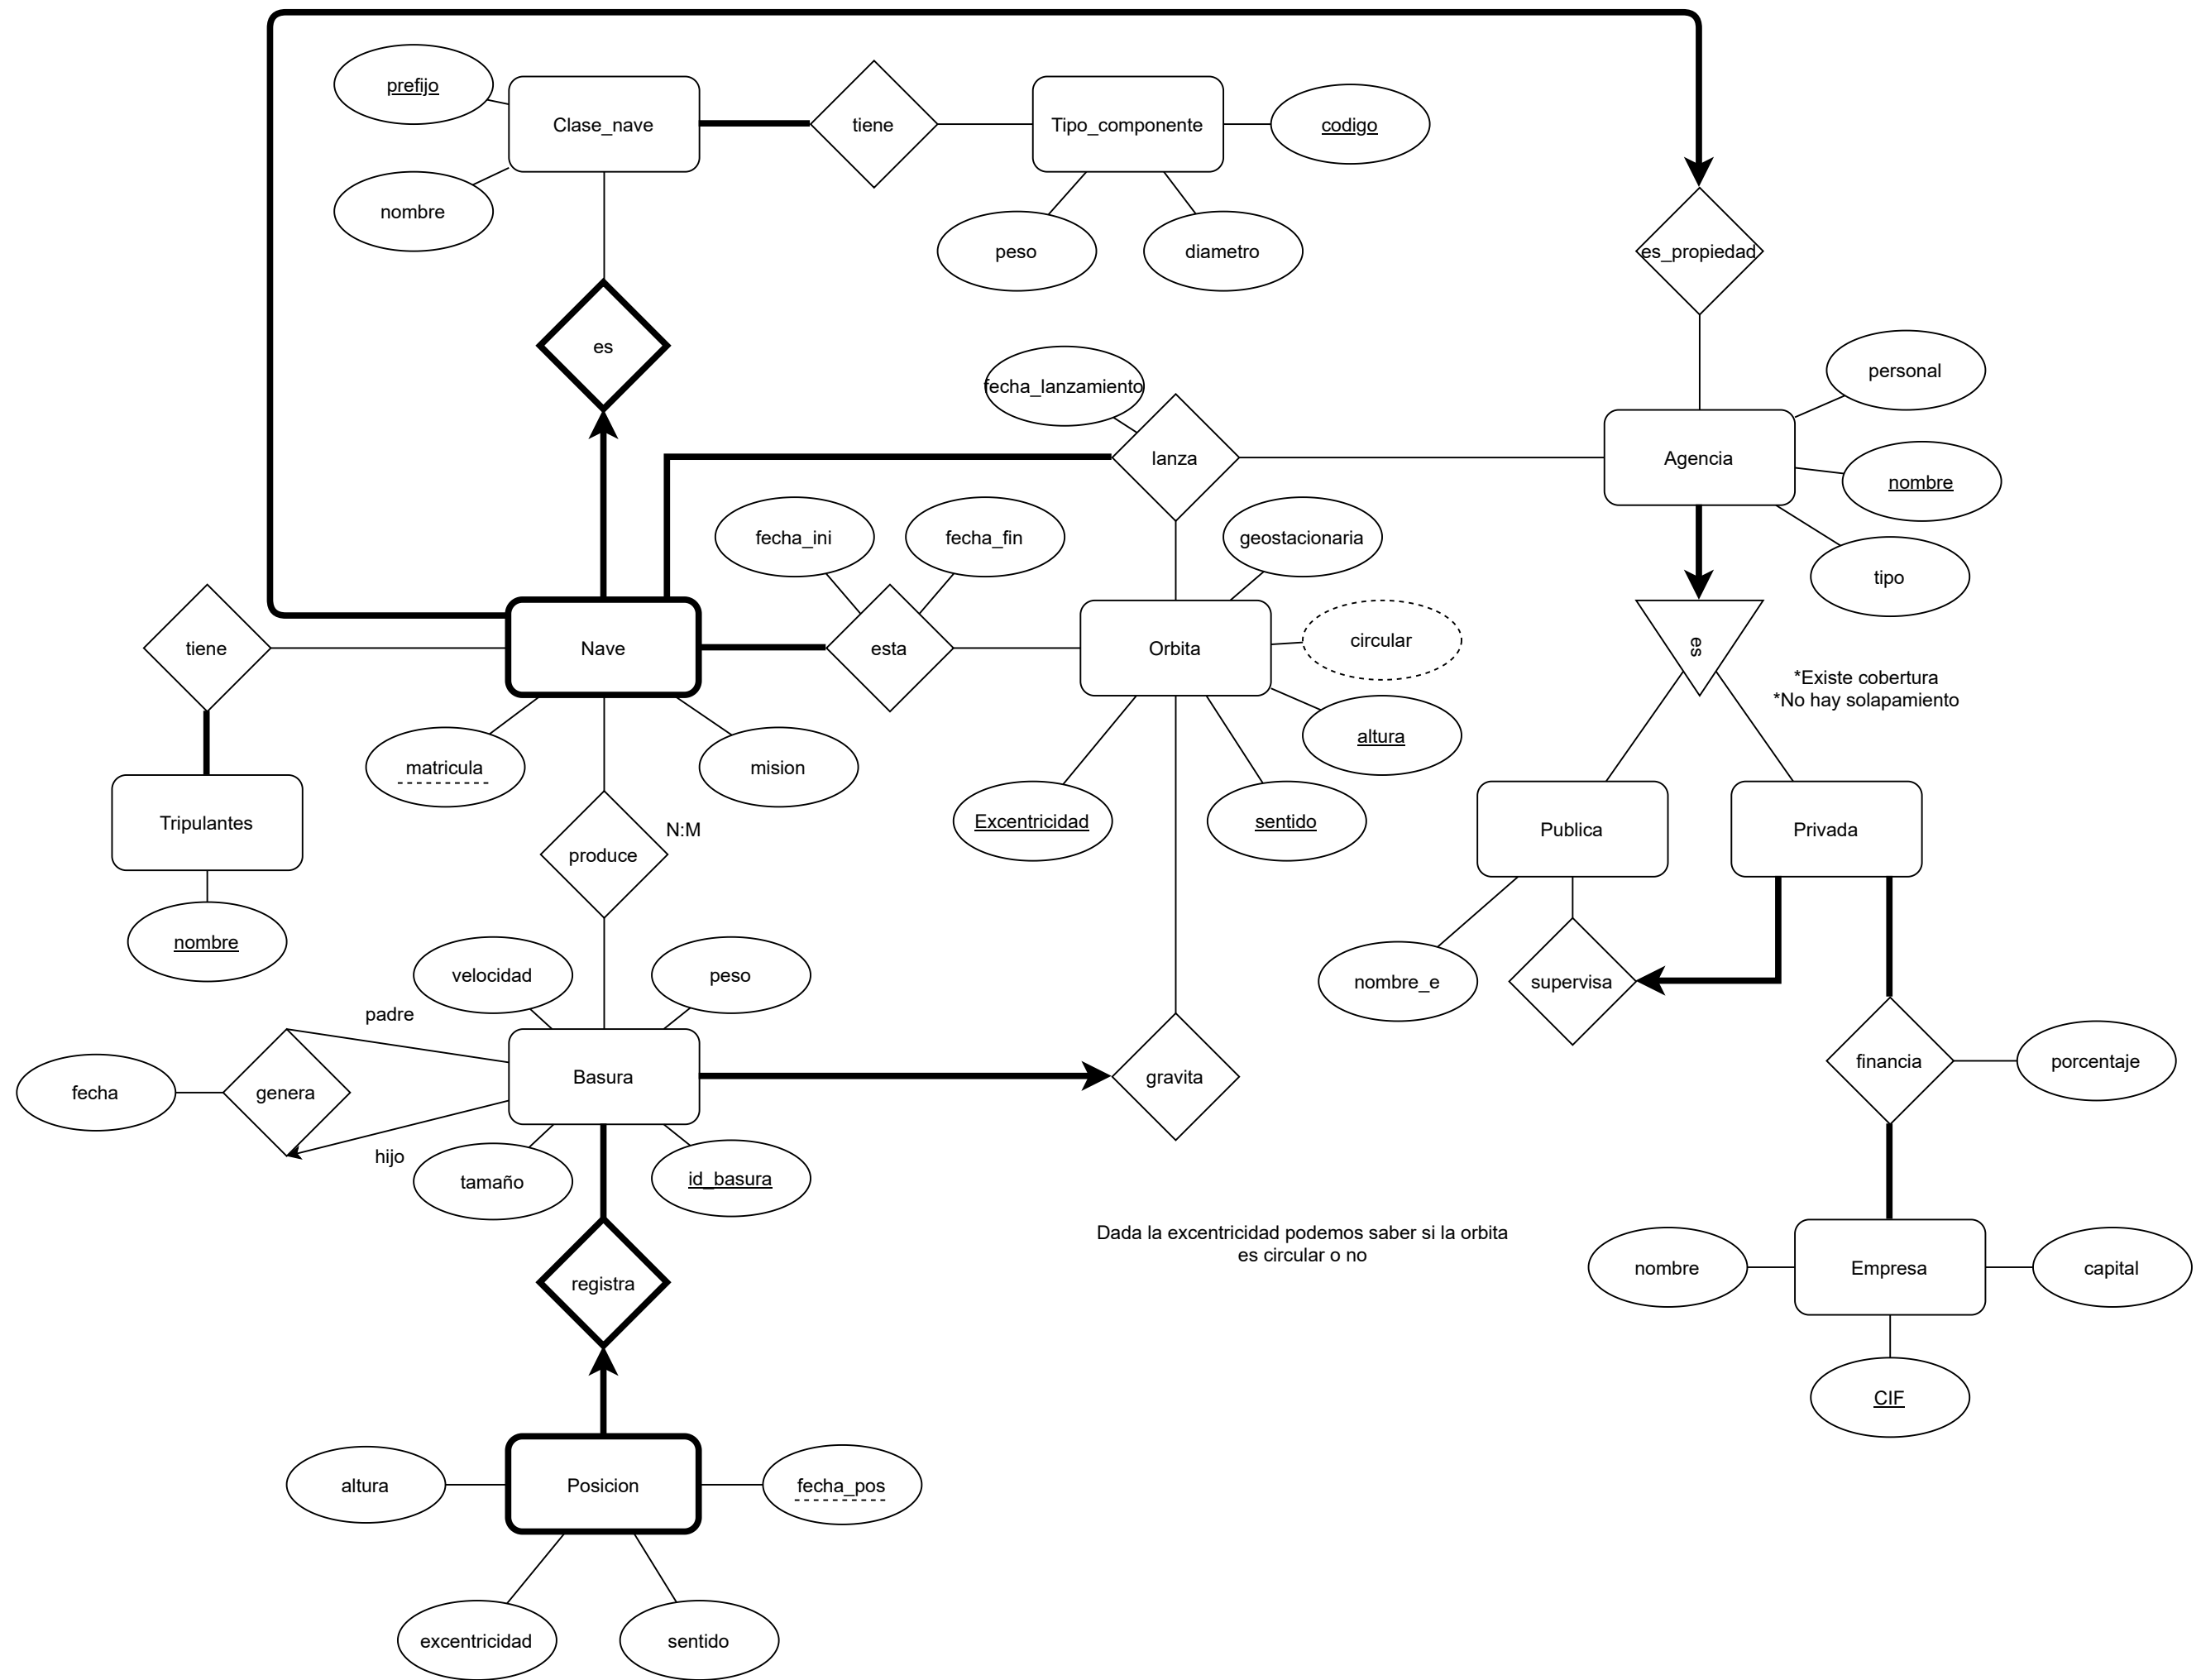 prefijo
Clase_nave
tiene
Tipo_componente
codigo
nombre
peso
diametro
es_propiedad
es
fecha_lanzamiento
personal
lanza
Agencia
nombre
fecha_ini
fecha_fin
geostacionaria
tipo
tiene
Nave
esta
Orbita
circular
es
*Existe cobertura
*No hay solapamiento
matricula
mision
altura
Tripulantes
produce
N:M
Excentricidad
sentido
Publica
Privada
nombre
velocidad
peso
nombre_e
supervisa
padre
fecha
genera
Basura
gravita
financia
porcentaje
hijo
tamaño
id_basura
Dada la excentricidad podemos saber si la orbita
es circular o no
registra
nombre
Empresa
capital
CIF
altura
Posicion
fecha_pos
excentricidad
sentido